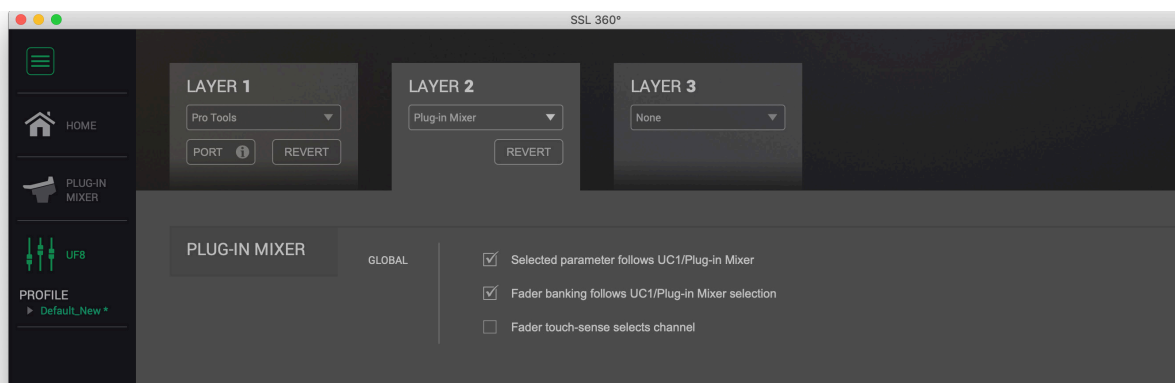 SSL 360°
LAYER 1
LAYER 2
LAYER 3
Pro Tools
Plug-in Mixer
None
PORT
REVERT
REVERT
HOME
PLUG-IN
MIXER
UF8
PROFILE
Default_New *
PLUG-IN MIXER
GLOBAL
Selected parameter follows UC1/Plug-in Mixer
Fader banking follows UC1/Plug-in Mixer selection
Fader touch-sense selects channel